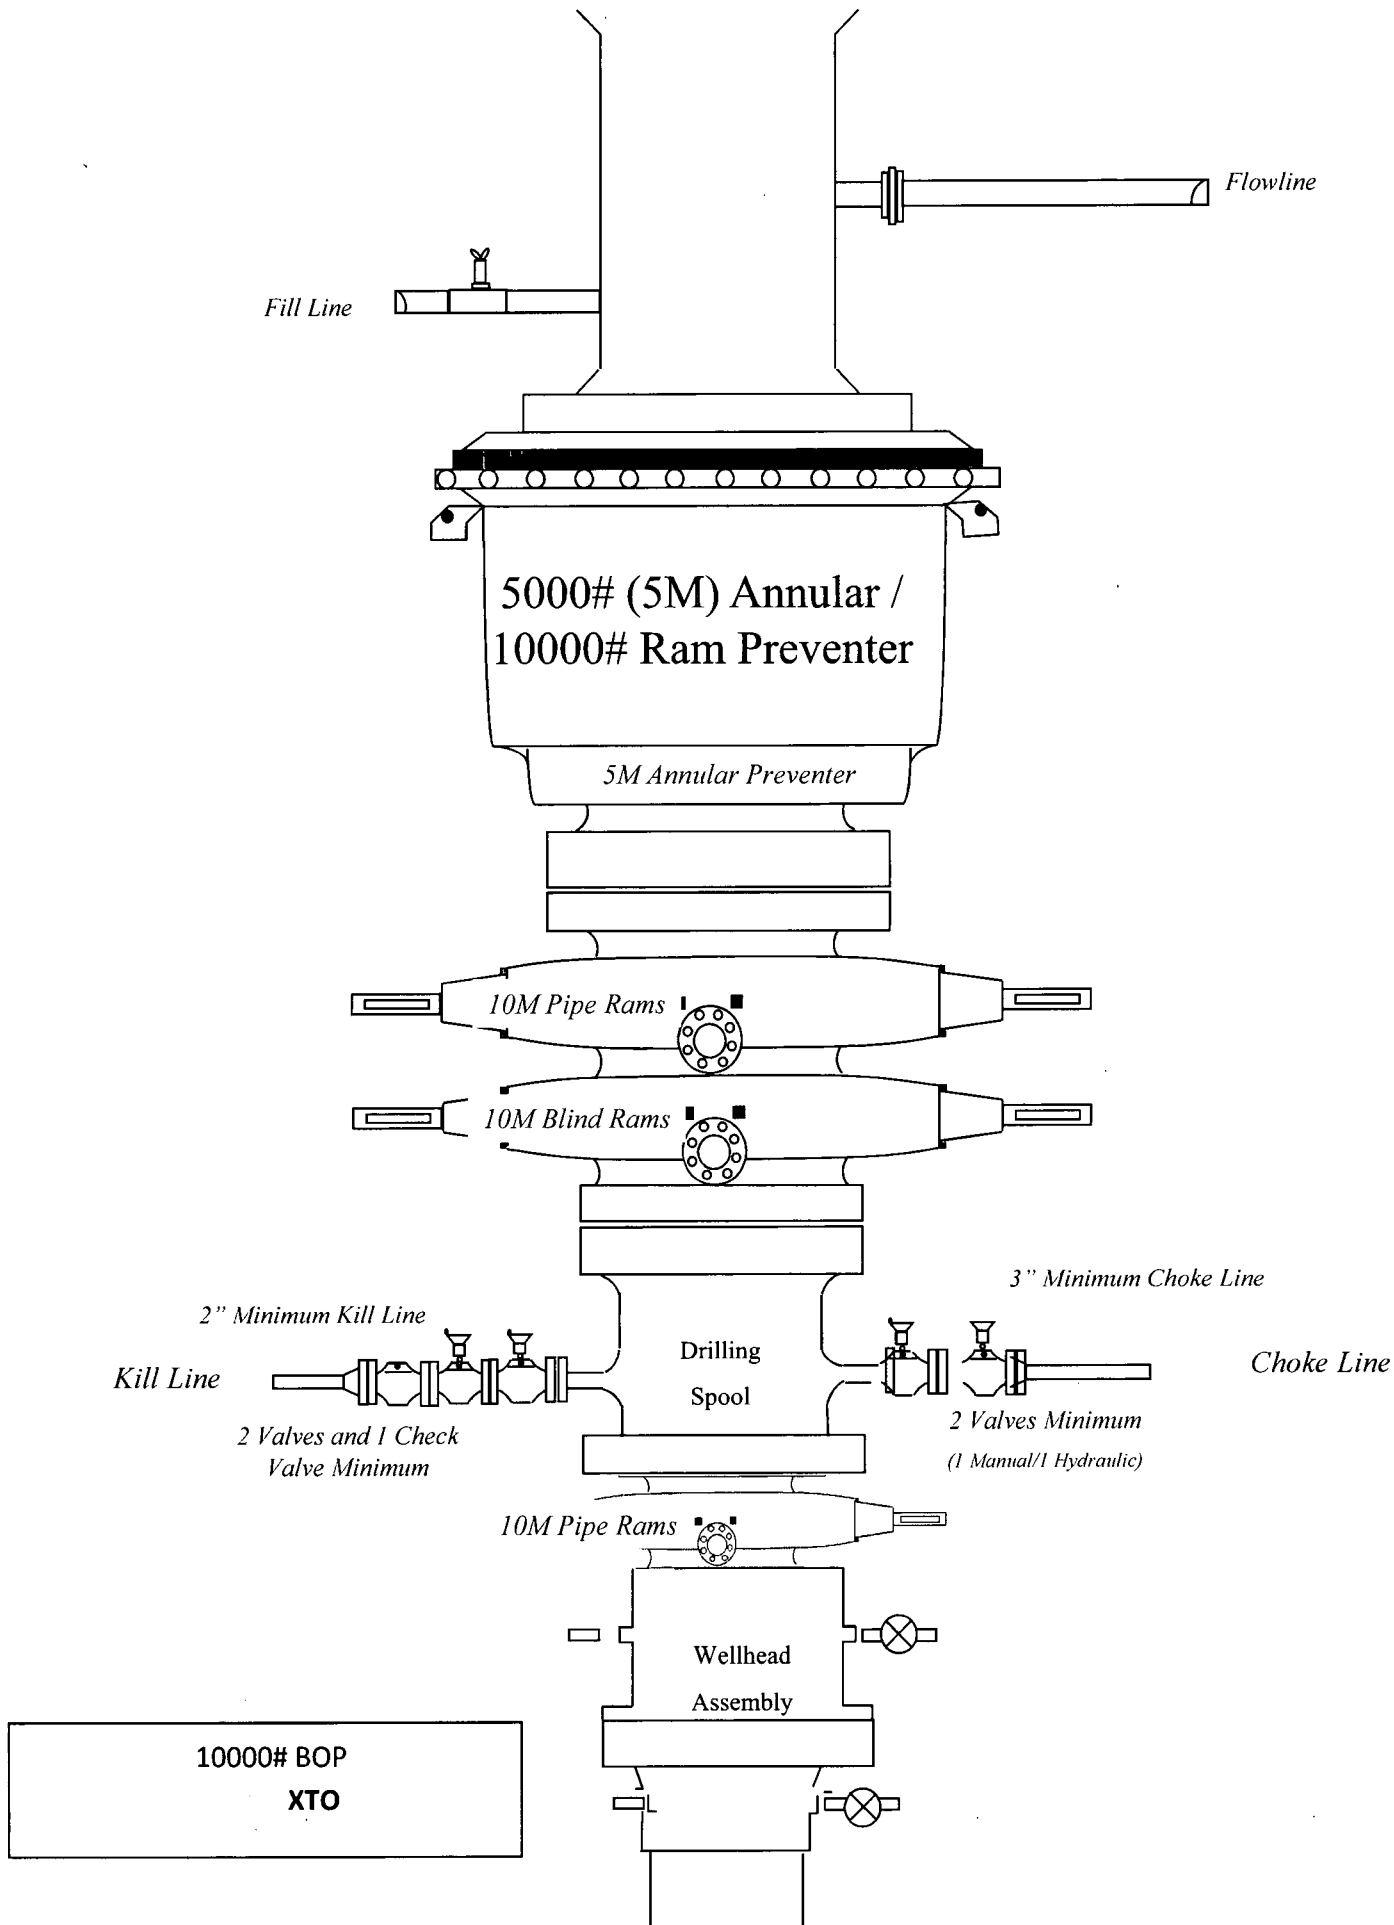 Flowline
Fill Line
5000# (5M) Annular /
10000# Ram Preventer
5M Annular Preventer
10M Pipe Rams
10M Blind Rams
3” Minimum Choke Line
2” Minimum Kill Line
Drilling
Spool
Kill Line
Choke Line
2 Valves and 1 Check
Valve Minimum
2 Valves Minimum
(1 Manual/1 Hydraulic)
10M Pipe Rams
Wellhead
Assembly
10000# BOP
XTO